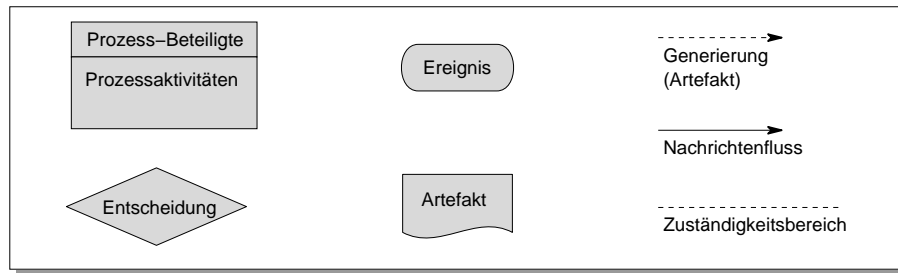 Prozess–Beteiligte
Prozessaktivitäten
Entscheidung
Ereignis
Artefakt
Generierung
(Artefakt)
Nachrichtenfluss
Zuständigkeitsbereich